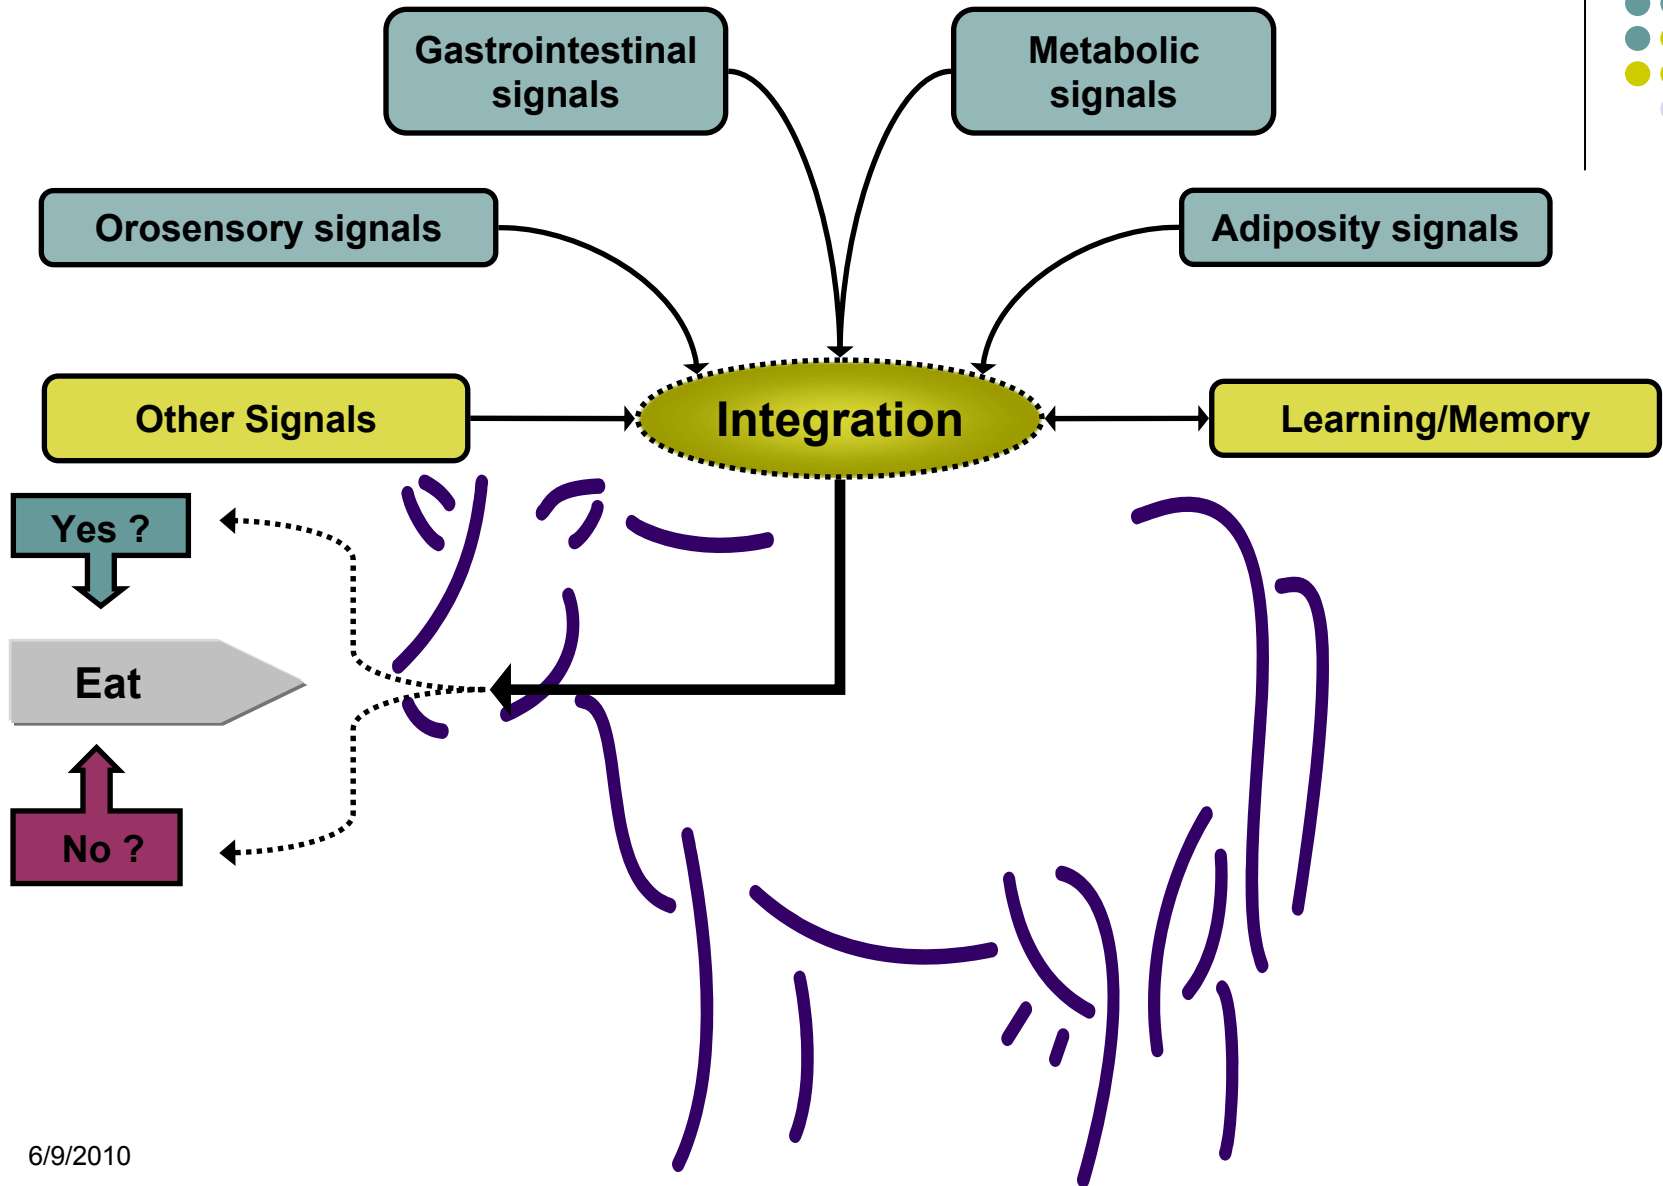 Gastrointestinal
signals
Metabolic
signals
Orosensory signals
Adiposity signals
Other Signals
Integration
Learning/Memory
Yes ?
Eat
No ?
6/9/2010